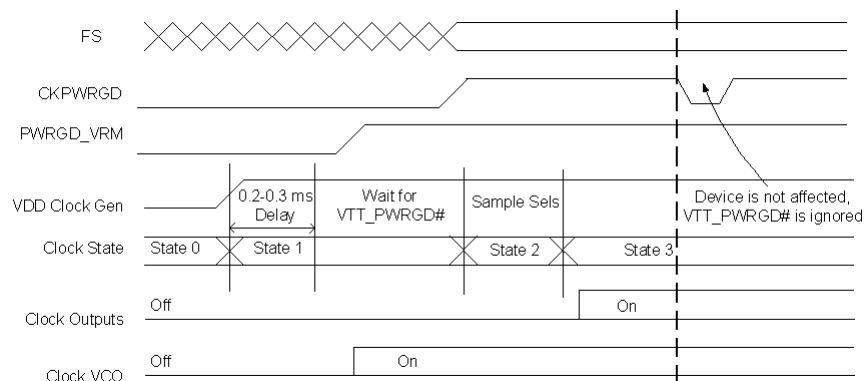 FS
CKPWRGD
PWRGD_VRM
VDD Clock Gen
0.2-0.3 ms
Delay
Wait for
VTT_PWRGD#
Sample Sels
Device is not affected,
VTT_PWRGD# is ignored
Clock State
State 0
State 1
State 2
State 3
Clock Outputs
Off
On
Clock VCO
Off
On